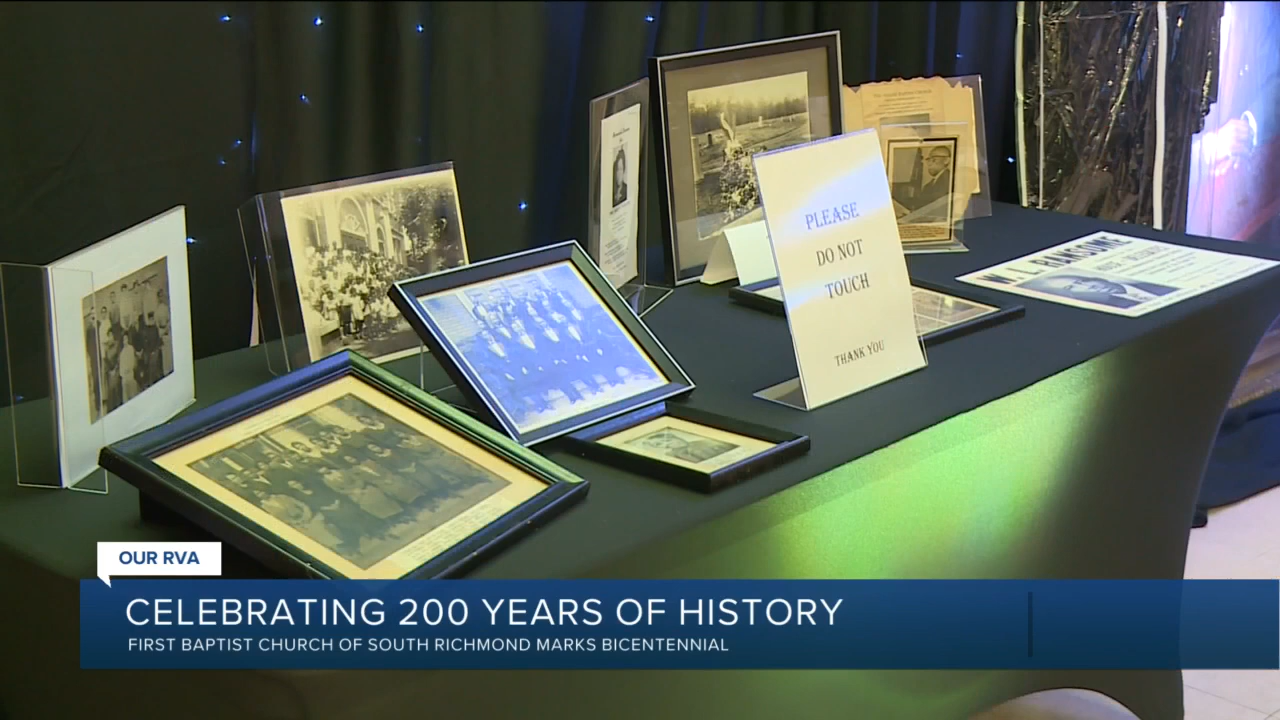 W. L. RANSOME
PLEASE
DO NOT
TOUCH
THANK YOU
OUR RVA
CELEBRATING 200 YEARS OF HISTORY
FIRST BAPTIST CHURCH OF SOUTH RICHMOND MARKS BICENTENNIAL